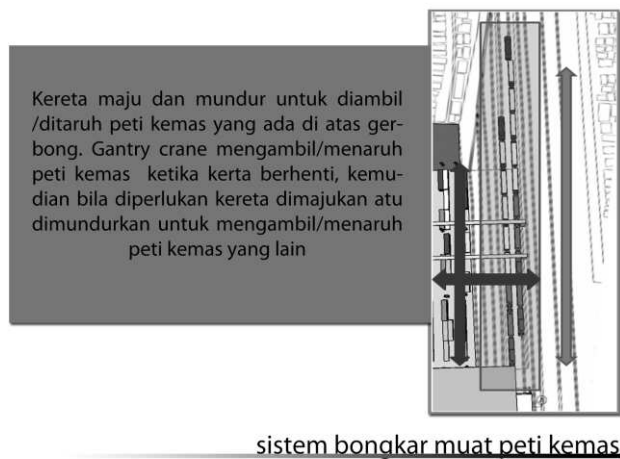 Kereta maju dan mundur untuk diambil
/ditaruh peti kemas yang ada di atas ger-
bong. Gantry crane mengambil/menaruh
peti kemas ketika kerta berhenti, kemu-
dian bila diperlukan kereta dimajukan atu
dimundurkan untuk mengambil/menaruh
peti kemas yang lain
sistem bongkar muat peti kemas